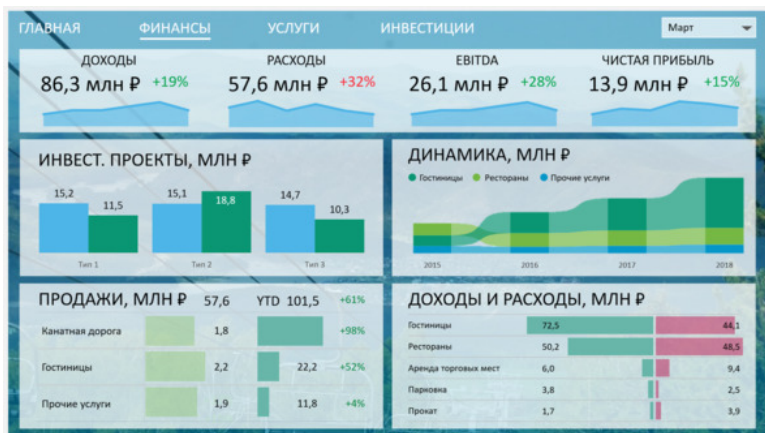 ГЛАВНАЯ ФИНАНСЫ УСЛУГИ ИНВЕСТИЦИИ Март
ДОХОДЫ РАСХОДЫ EBITDA ЧИСТАЯ ПРИБЫЛЬ
86,3 млн ₽ +19% 57,6 млн ₽ +32% 26,1 млн ₽ +28% 13,9 млн ₽ +15%
ИНВЕСТ. ПРОЕКТЫ, МЛН ₽
15,2 11,5 15,1 18,8 14,7 10,3
Тип 1 Тип 2 Тип 3
ДИНАМИКА, МЛН ₽
Гостиницы Рестораны Прочие услуги
2015 2016 2017 2018
ПРОДАЖИ, МЛН ₽ 57,6 YTD 101,5 +61%
Канатная дорога 1,8 +98%
Гостиницы 2,2 22,2 +52%
Прочие услуги 1,9 11,8 +4%
ДОХОДЫ И РАСХОДЫ, МЛН ₽
Гостиницы 72,5 44,1
Рестораны 50,2 48,5
Аренда торговых мест 6,0 9,4
Парковка 3,8 2,5
Прокат 1,7 3,9